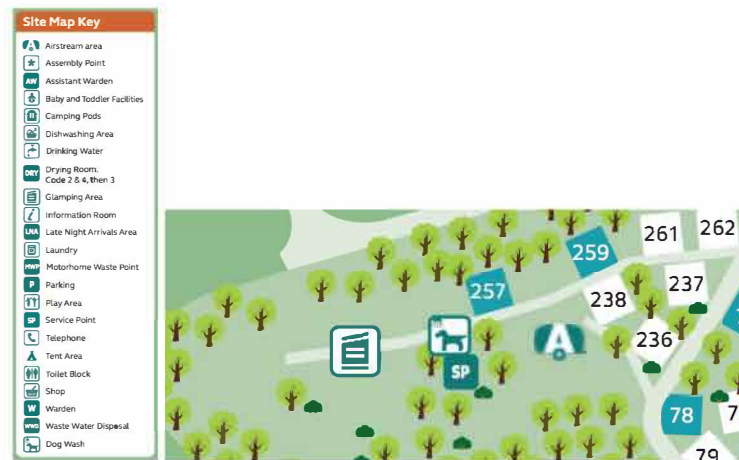 Site Map Key
Airstream area
Assembly Point
AW Assistant Warden
Baby and Toddler Facilities
Camping Pods
Dishwashing Area
Drinking Water
DRY Drying Room.
Code 2 & 4, then 3
Glamping Area
i Information Room
LNA Late Night Arrivals Area
Laundry
MWP Motorhome Waste Point
P Parking
Play Area
SP Service Point
Telephone
Tent Area
Toilet Block
Shop
W Warden
WWD Waste Water Disposal
Dog Wash
261 262
259
257
237
238
236
A
SP
78
79